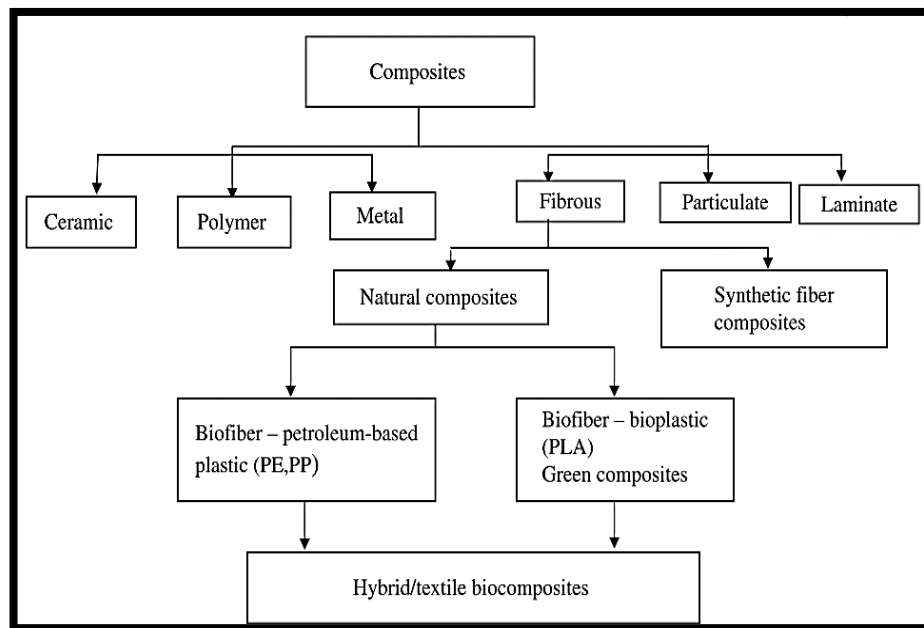 Composites
Ceramic
Polymer
Metal
Fibrous
Particulate
Laminate
Natural composites
Synthetic fiber
composites
Biofiber – petroleum-based
plastic (PE,PP)
Biofiber – bioplastic
(PLA)
Green composites
Hybrid/textile biocomposites